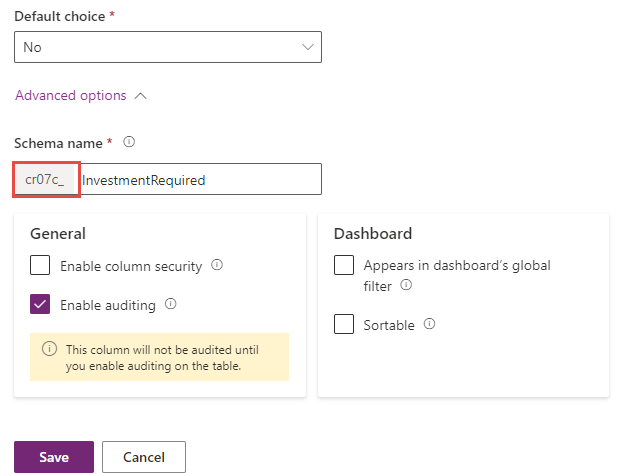 Default choice *
No
Advanced options
Schema name *
cr07c_ InvestmentRequired
General
Enable column security
Enable auditing
This column will not be audited until
you enable auditing on the table.
Dashboard
Appears in dashboard's global
filter
Sortable
Save Cancel